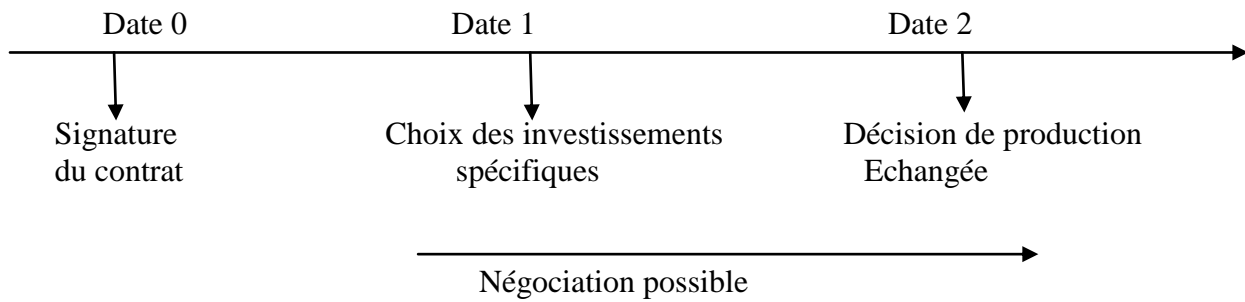 Date 0 Date 1 Date 2
Signature Choix des investissements Décision de production
du contrat spécifiques Echangée
Négociation possible